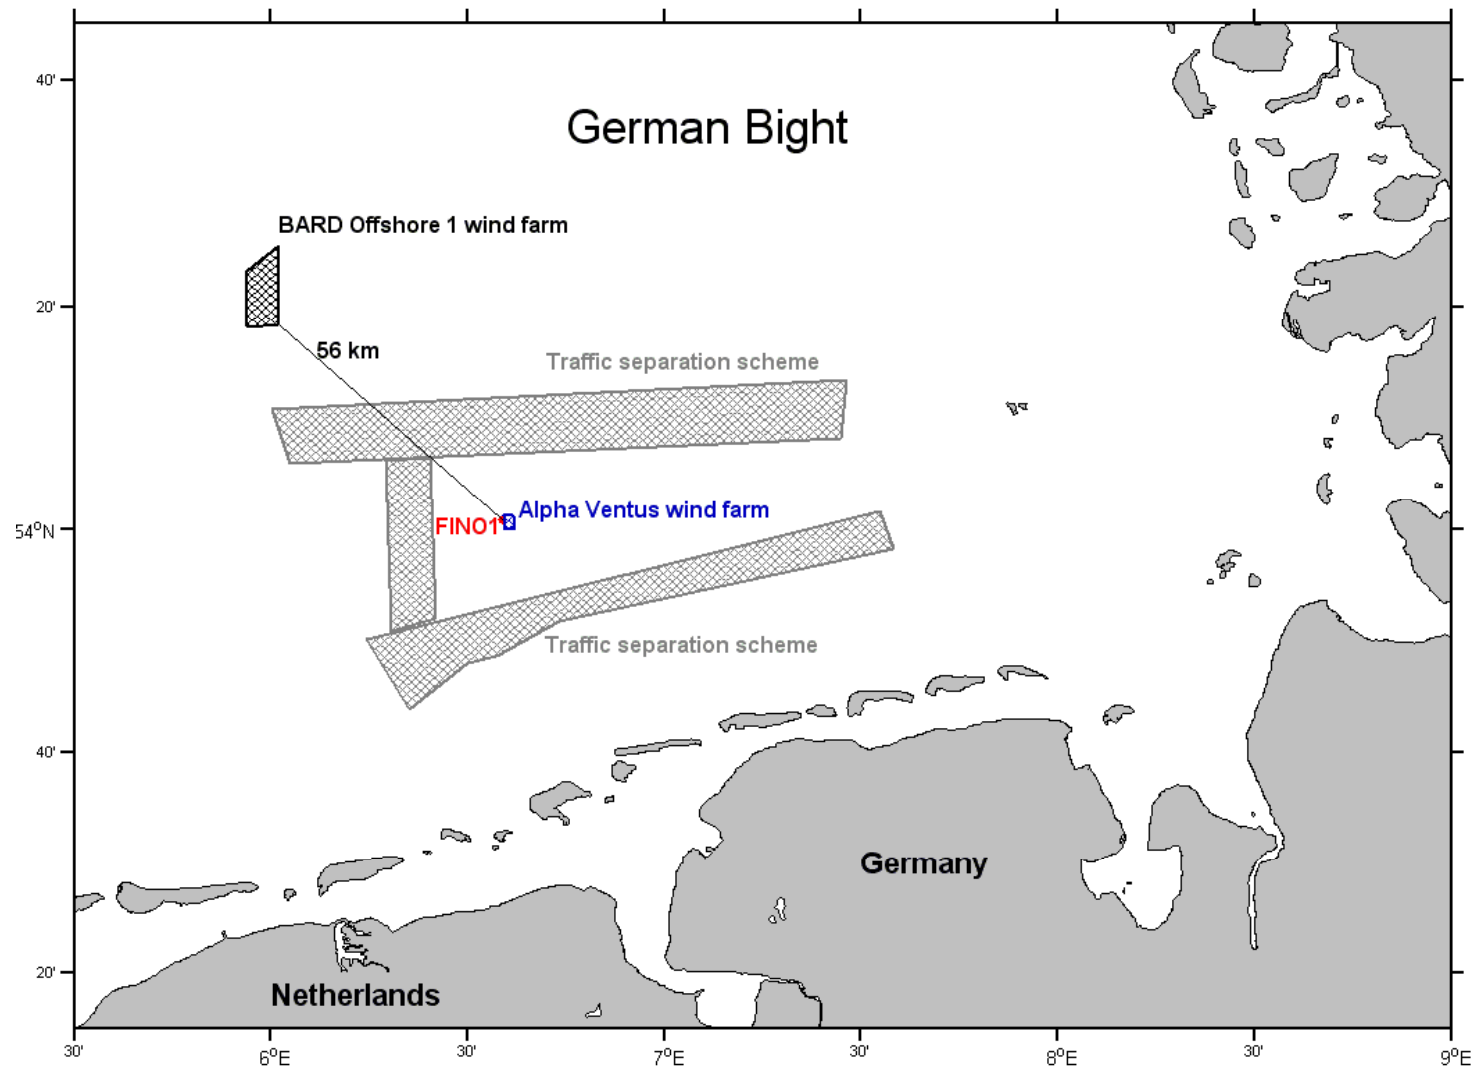 40'
German Bight
BARD Offshore 1 wind farm
20'
56 km
Traffic separation scheme
Alpha Ventus wind farm
FINO1
54°N
Traffic separation scheme
40'
Germany
20'
Netherlands
30'
6°E
30'
7°E
30'
8°E
30'
9°E